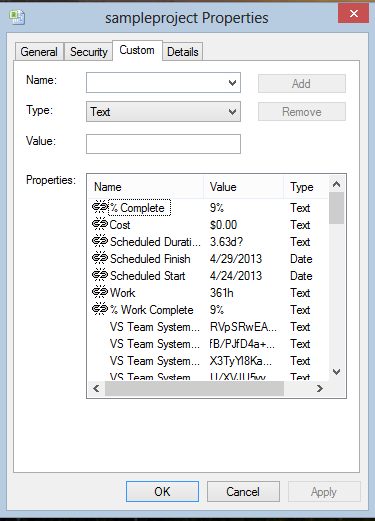 sampleproject Properties
General Security Custom Details
Name: Add
Type: Text Remove
Value:
Properties:
Name Value Type
% Complete 9% Text
Cost $0.00 Text
Scheduled Durati... 3.63d? Text
Scheduled Finish 4/29/2013 Date
Scheduled Start 4/24/2013 Date
Work 361h Text
% Work Complete 9% Text
VS Team System... RVpSRwEA... Text
VS Team System... fB/PJfD4a+... Text
VS Team System... X3TyYl8Ka... Text
VS Team System... Text
OK Cancel Apply